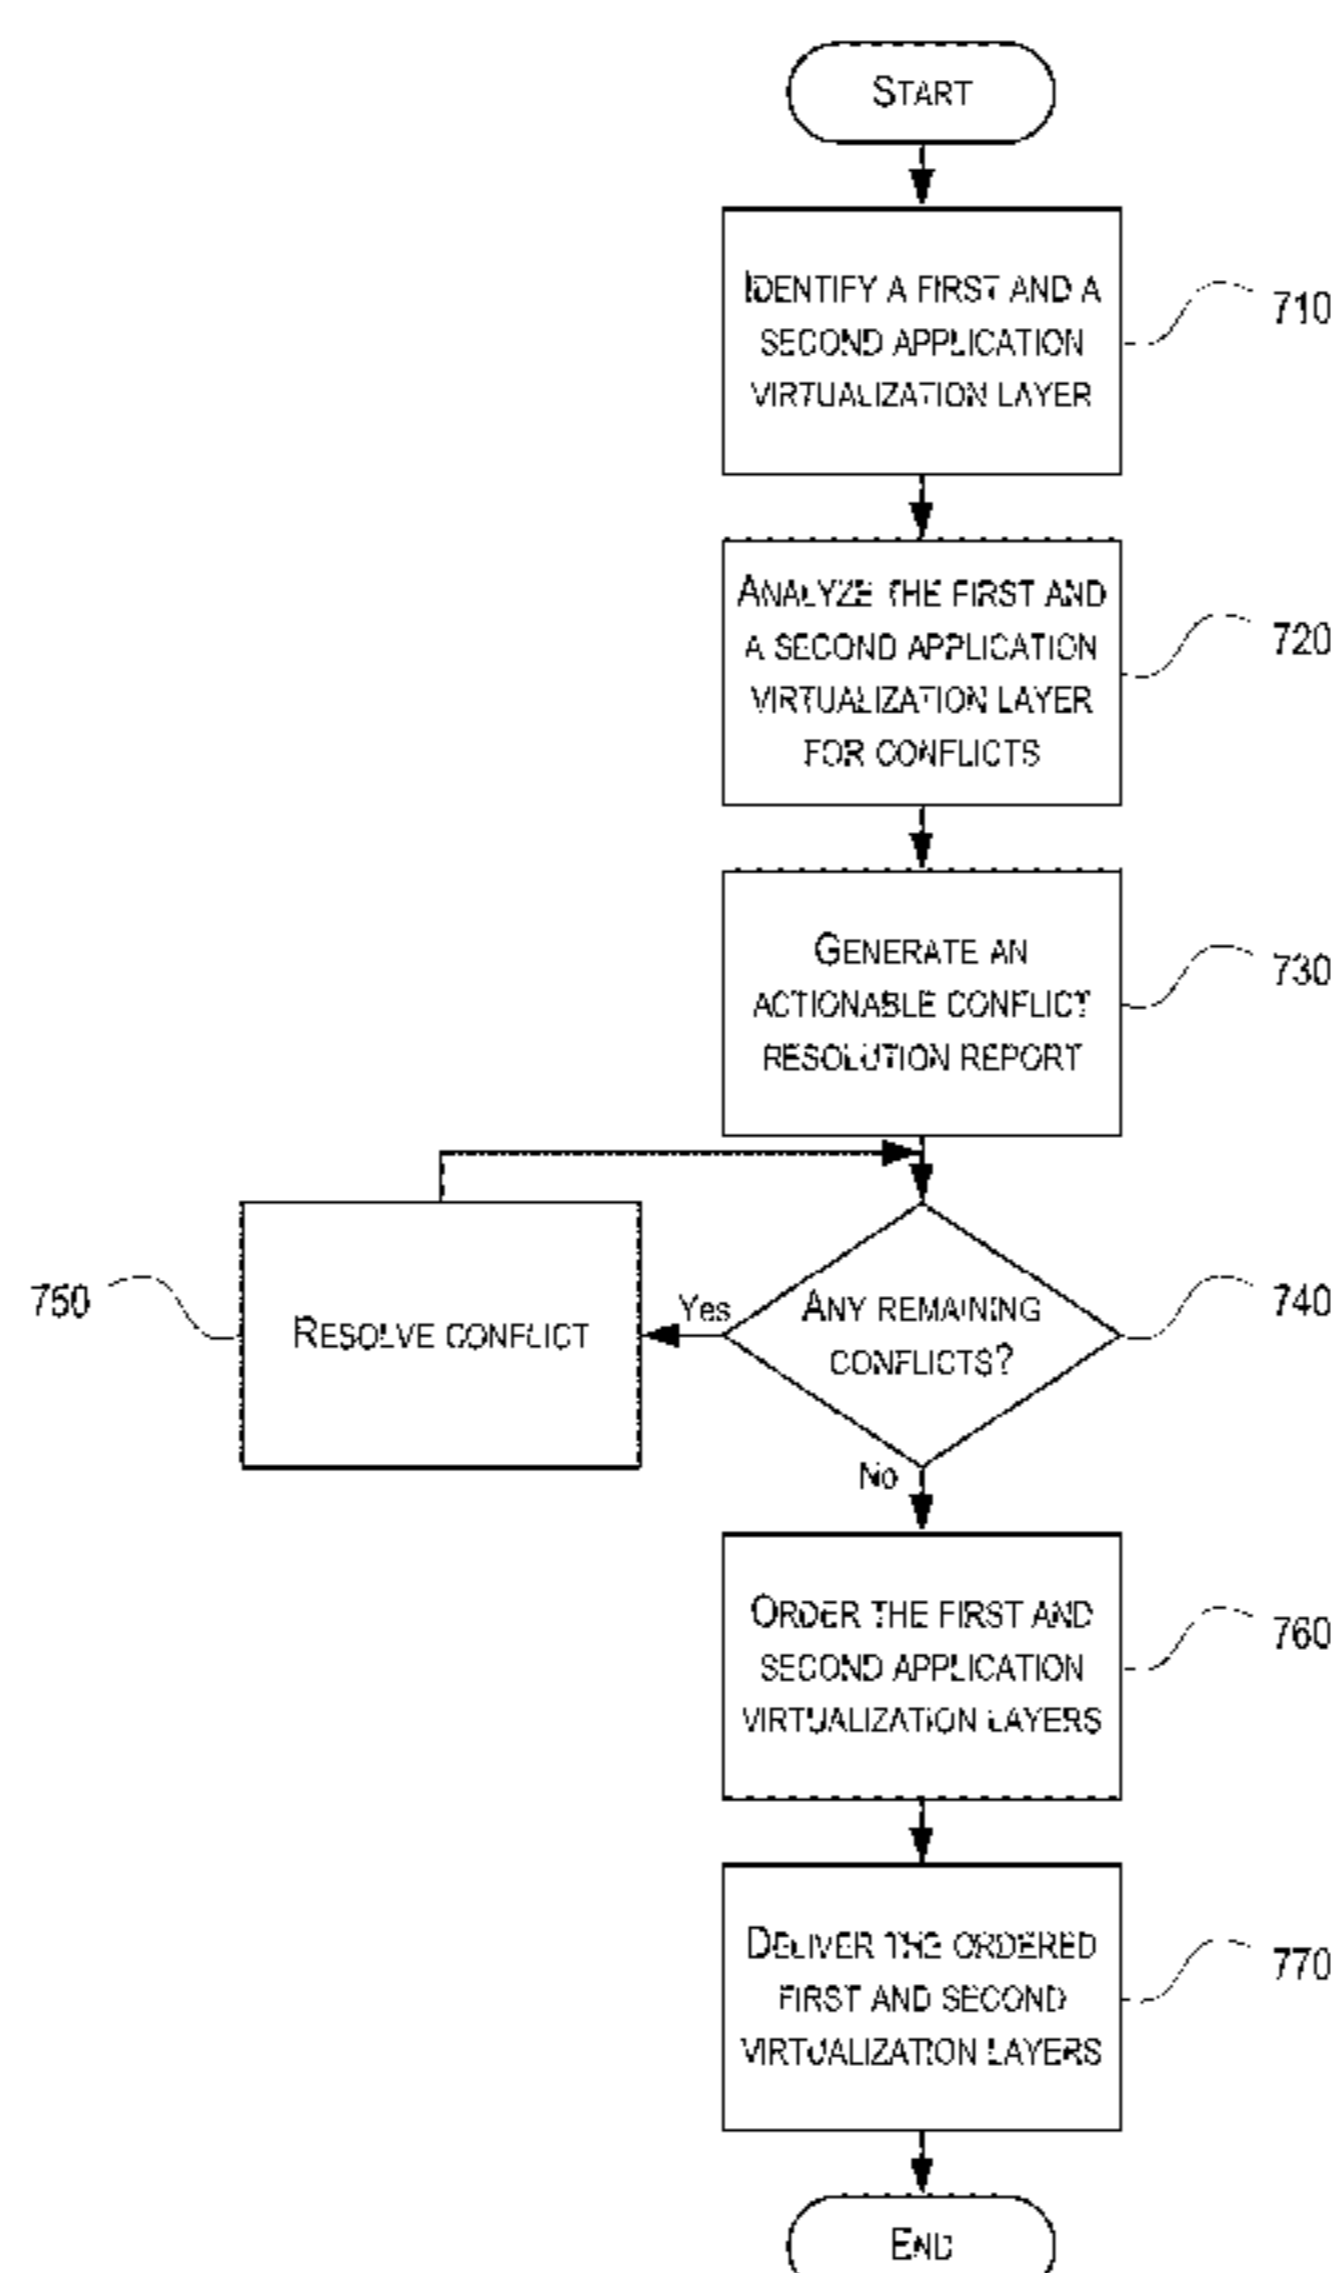 START
IDENTIFY A FIRST AND A
SECOND APPLICATION
VIRTUALIZATION LAYER
710
ANALYZE THE FIRST AND
A SECOND APPLICATION
VIRTUALIZATION LAYER
FOR CONFLICTS
720
GENERATE AN
ACTIONABLE CONFLICT
RESOLUTION REPORT
730
750
RESOLVE CONFLICT
Yes
ANY REMAINING
CONFLICTS?
740
No
ORDER THE FIRST AND
SECOND APPLICATION
VIRTUALIZATION LAYERS
760
DELIVER THE ORDERED
FIRST AND SECOND
VIRTUALIZATION LAYERS
770
END